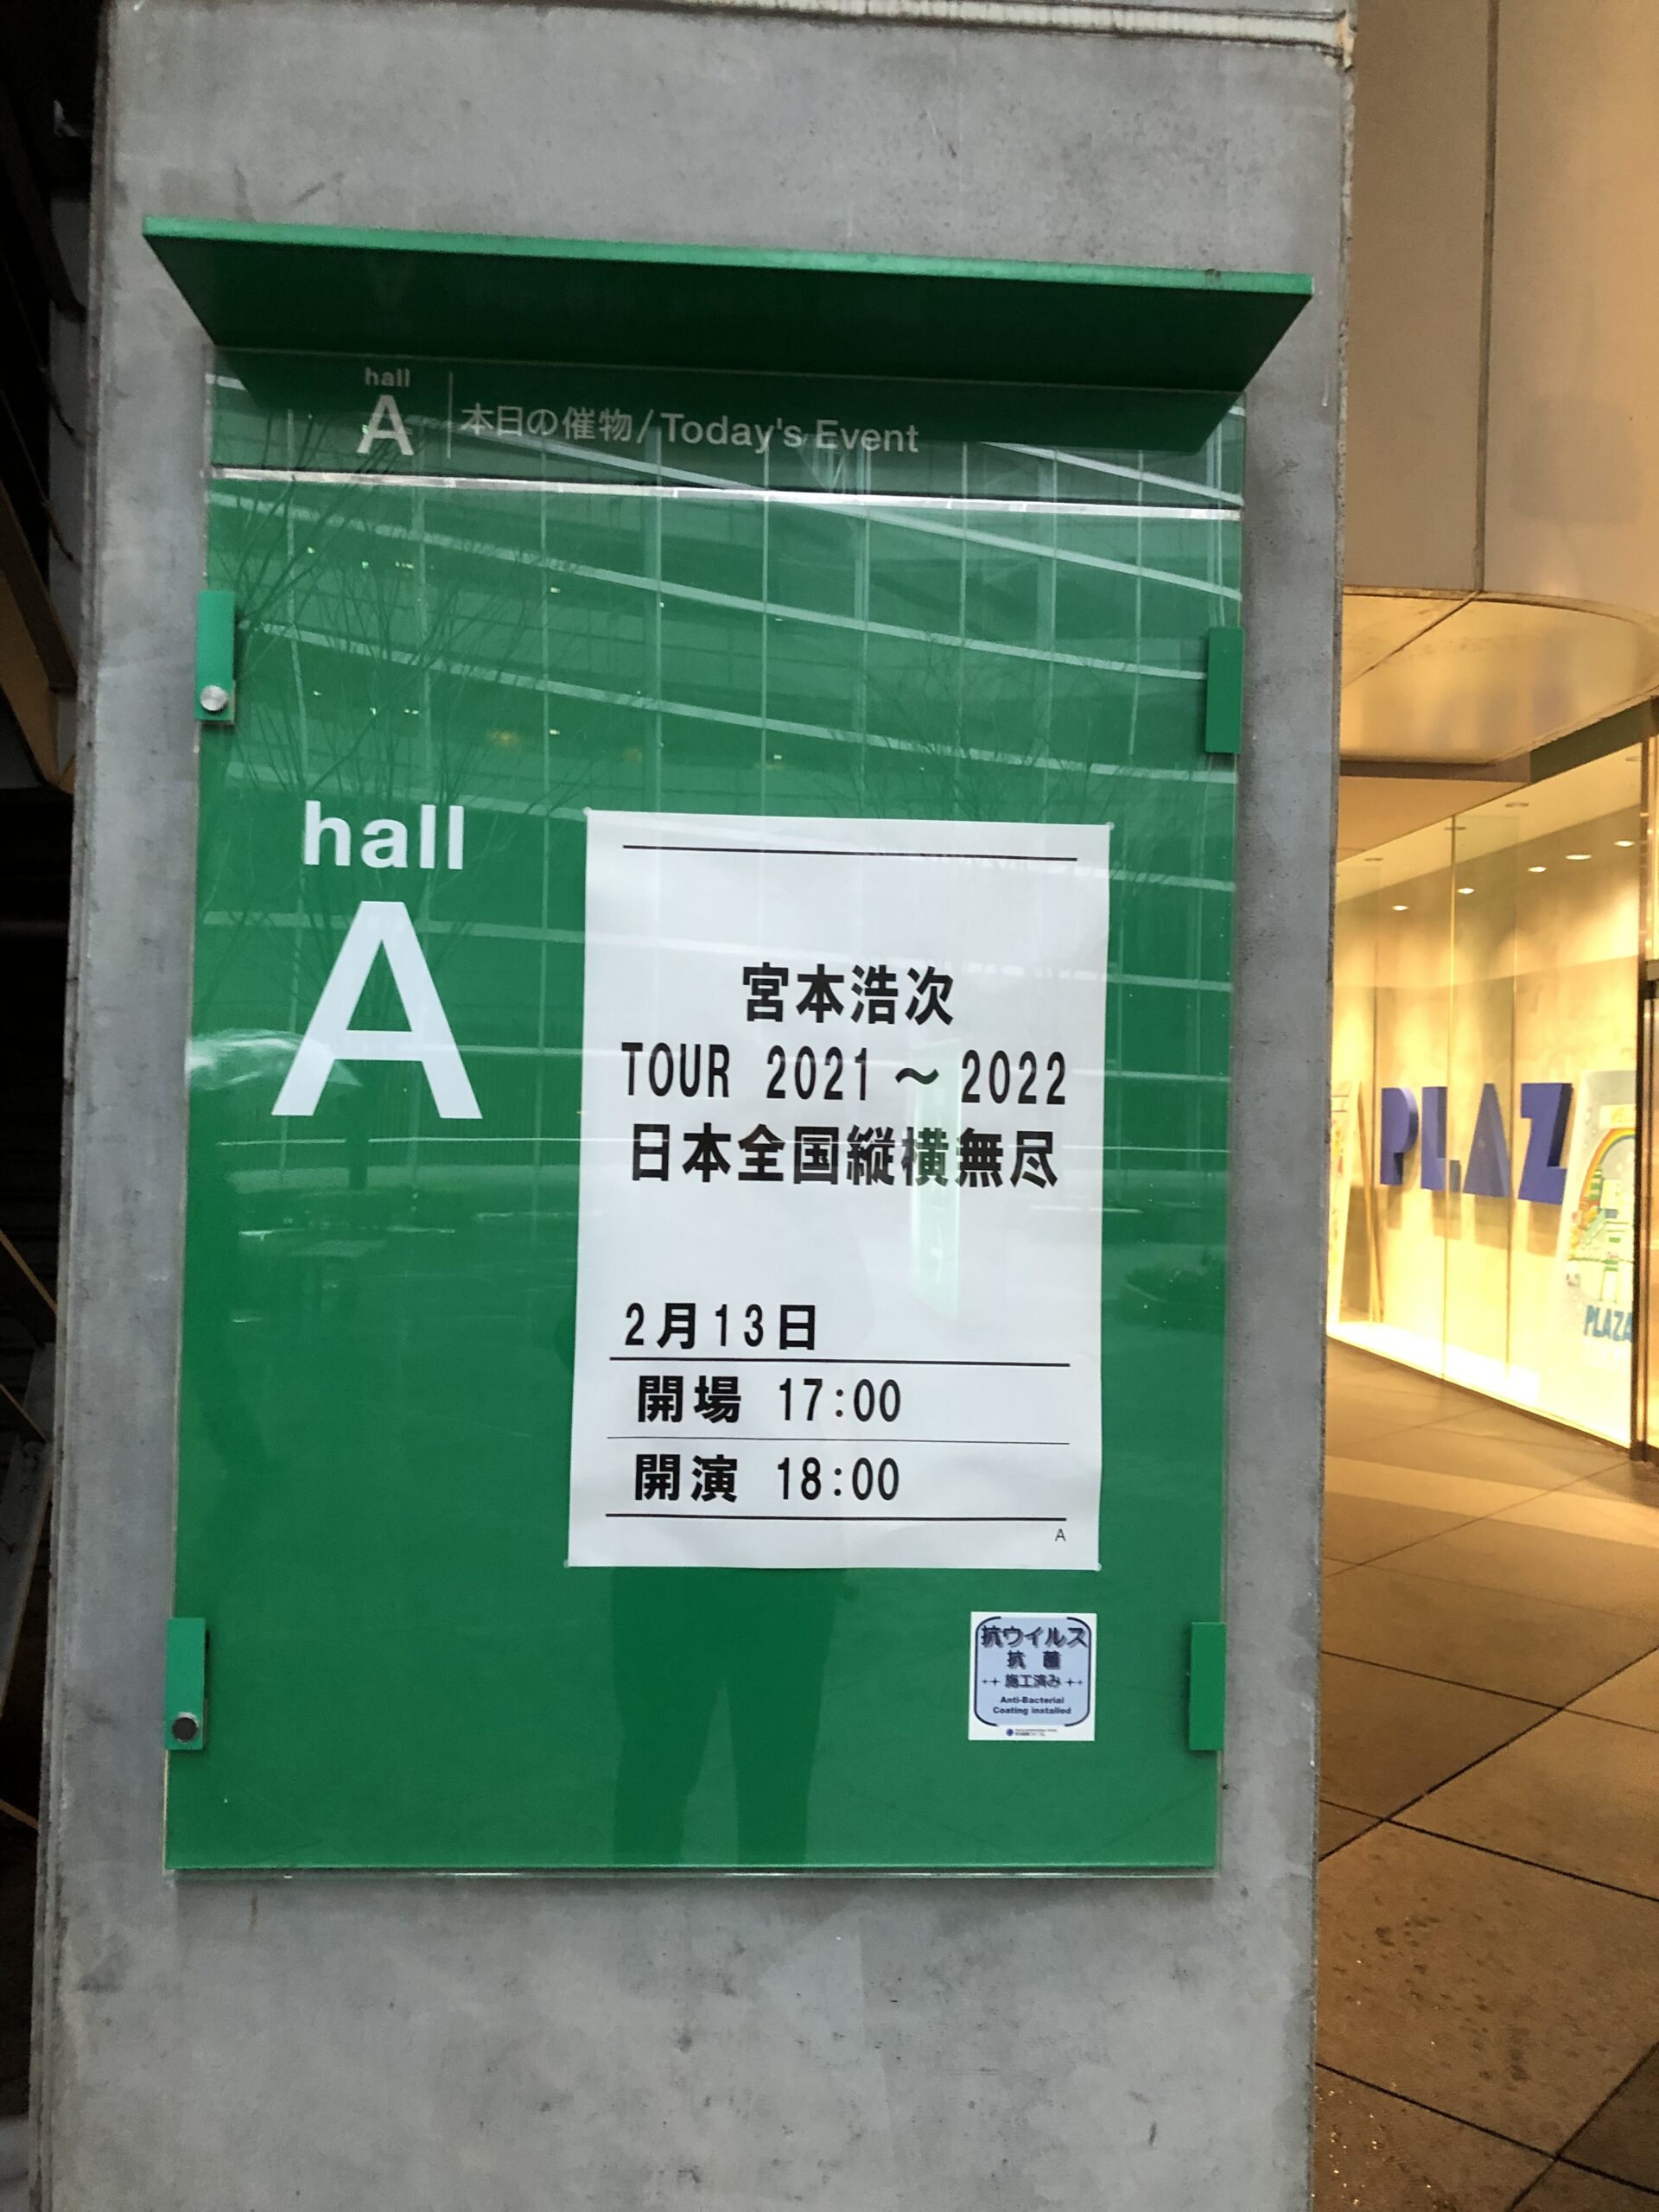 hall
A
本日の催物/Today's Event
hall
A
宮本浩次
TOUR 2021～2022
日本全国縦横無尽
2月13日
開場 17:00
開演 18:00
A
抗ウイルス
抗 菌
施工済み
Anti-Bacterial
Coating installed
PLAZ
PLAZA